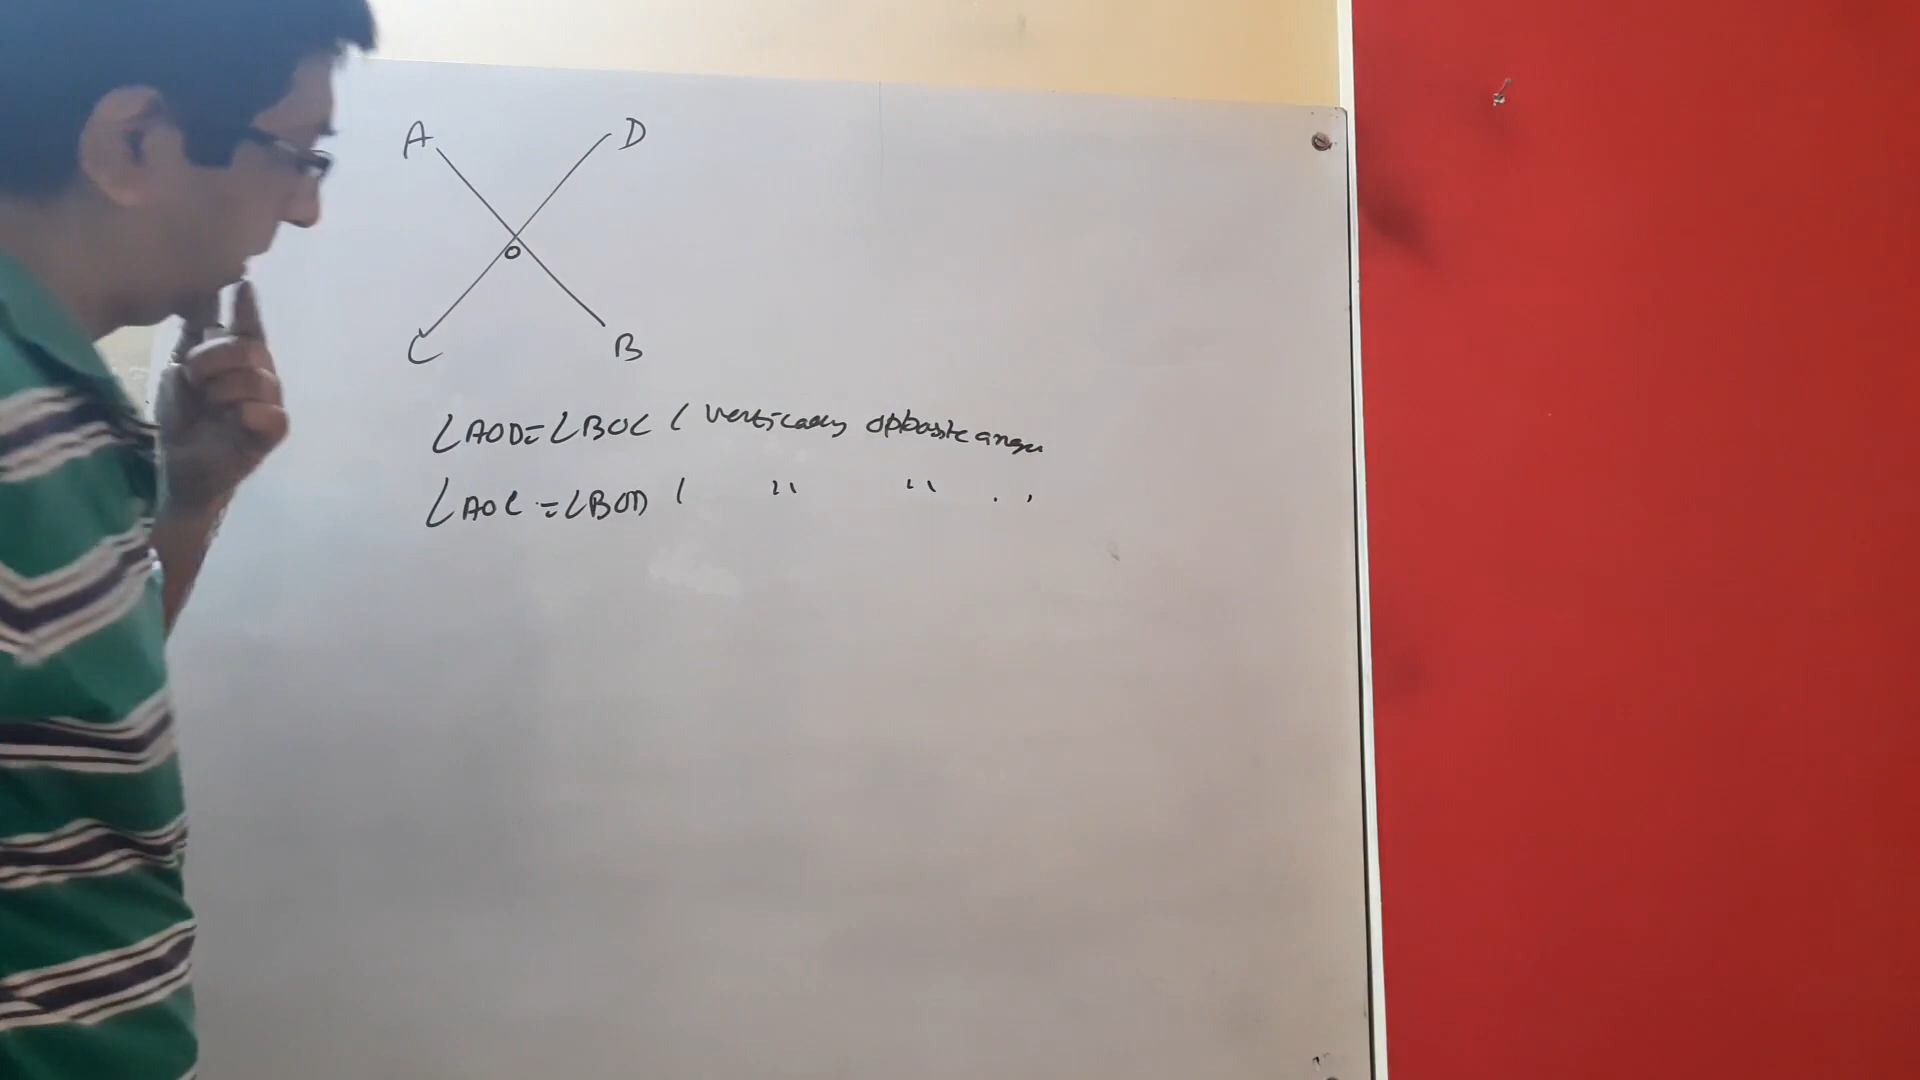 A D
O
C B
∠AOD=∠BOC ( vertically opposite angles
∠AOC =∠BOD ( '' '' ''